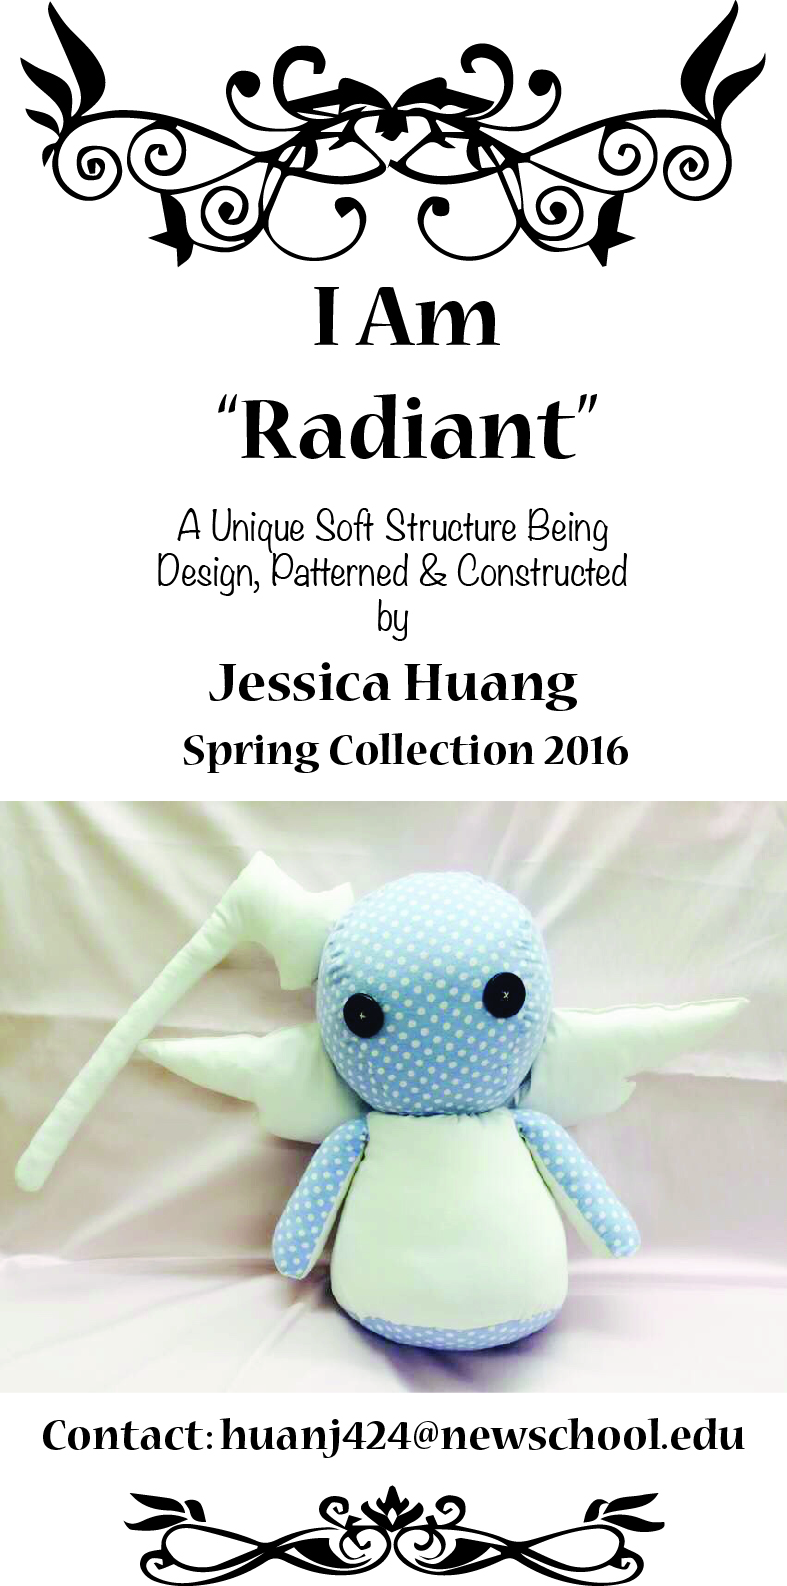 I Am
“Radiant”
A Unique Soft Structure Being
Design, Patterned & Constructed
by
Jessica Huang
Spring Collection 2016
Contact: huanj424@newschool.edu